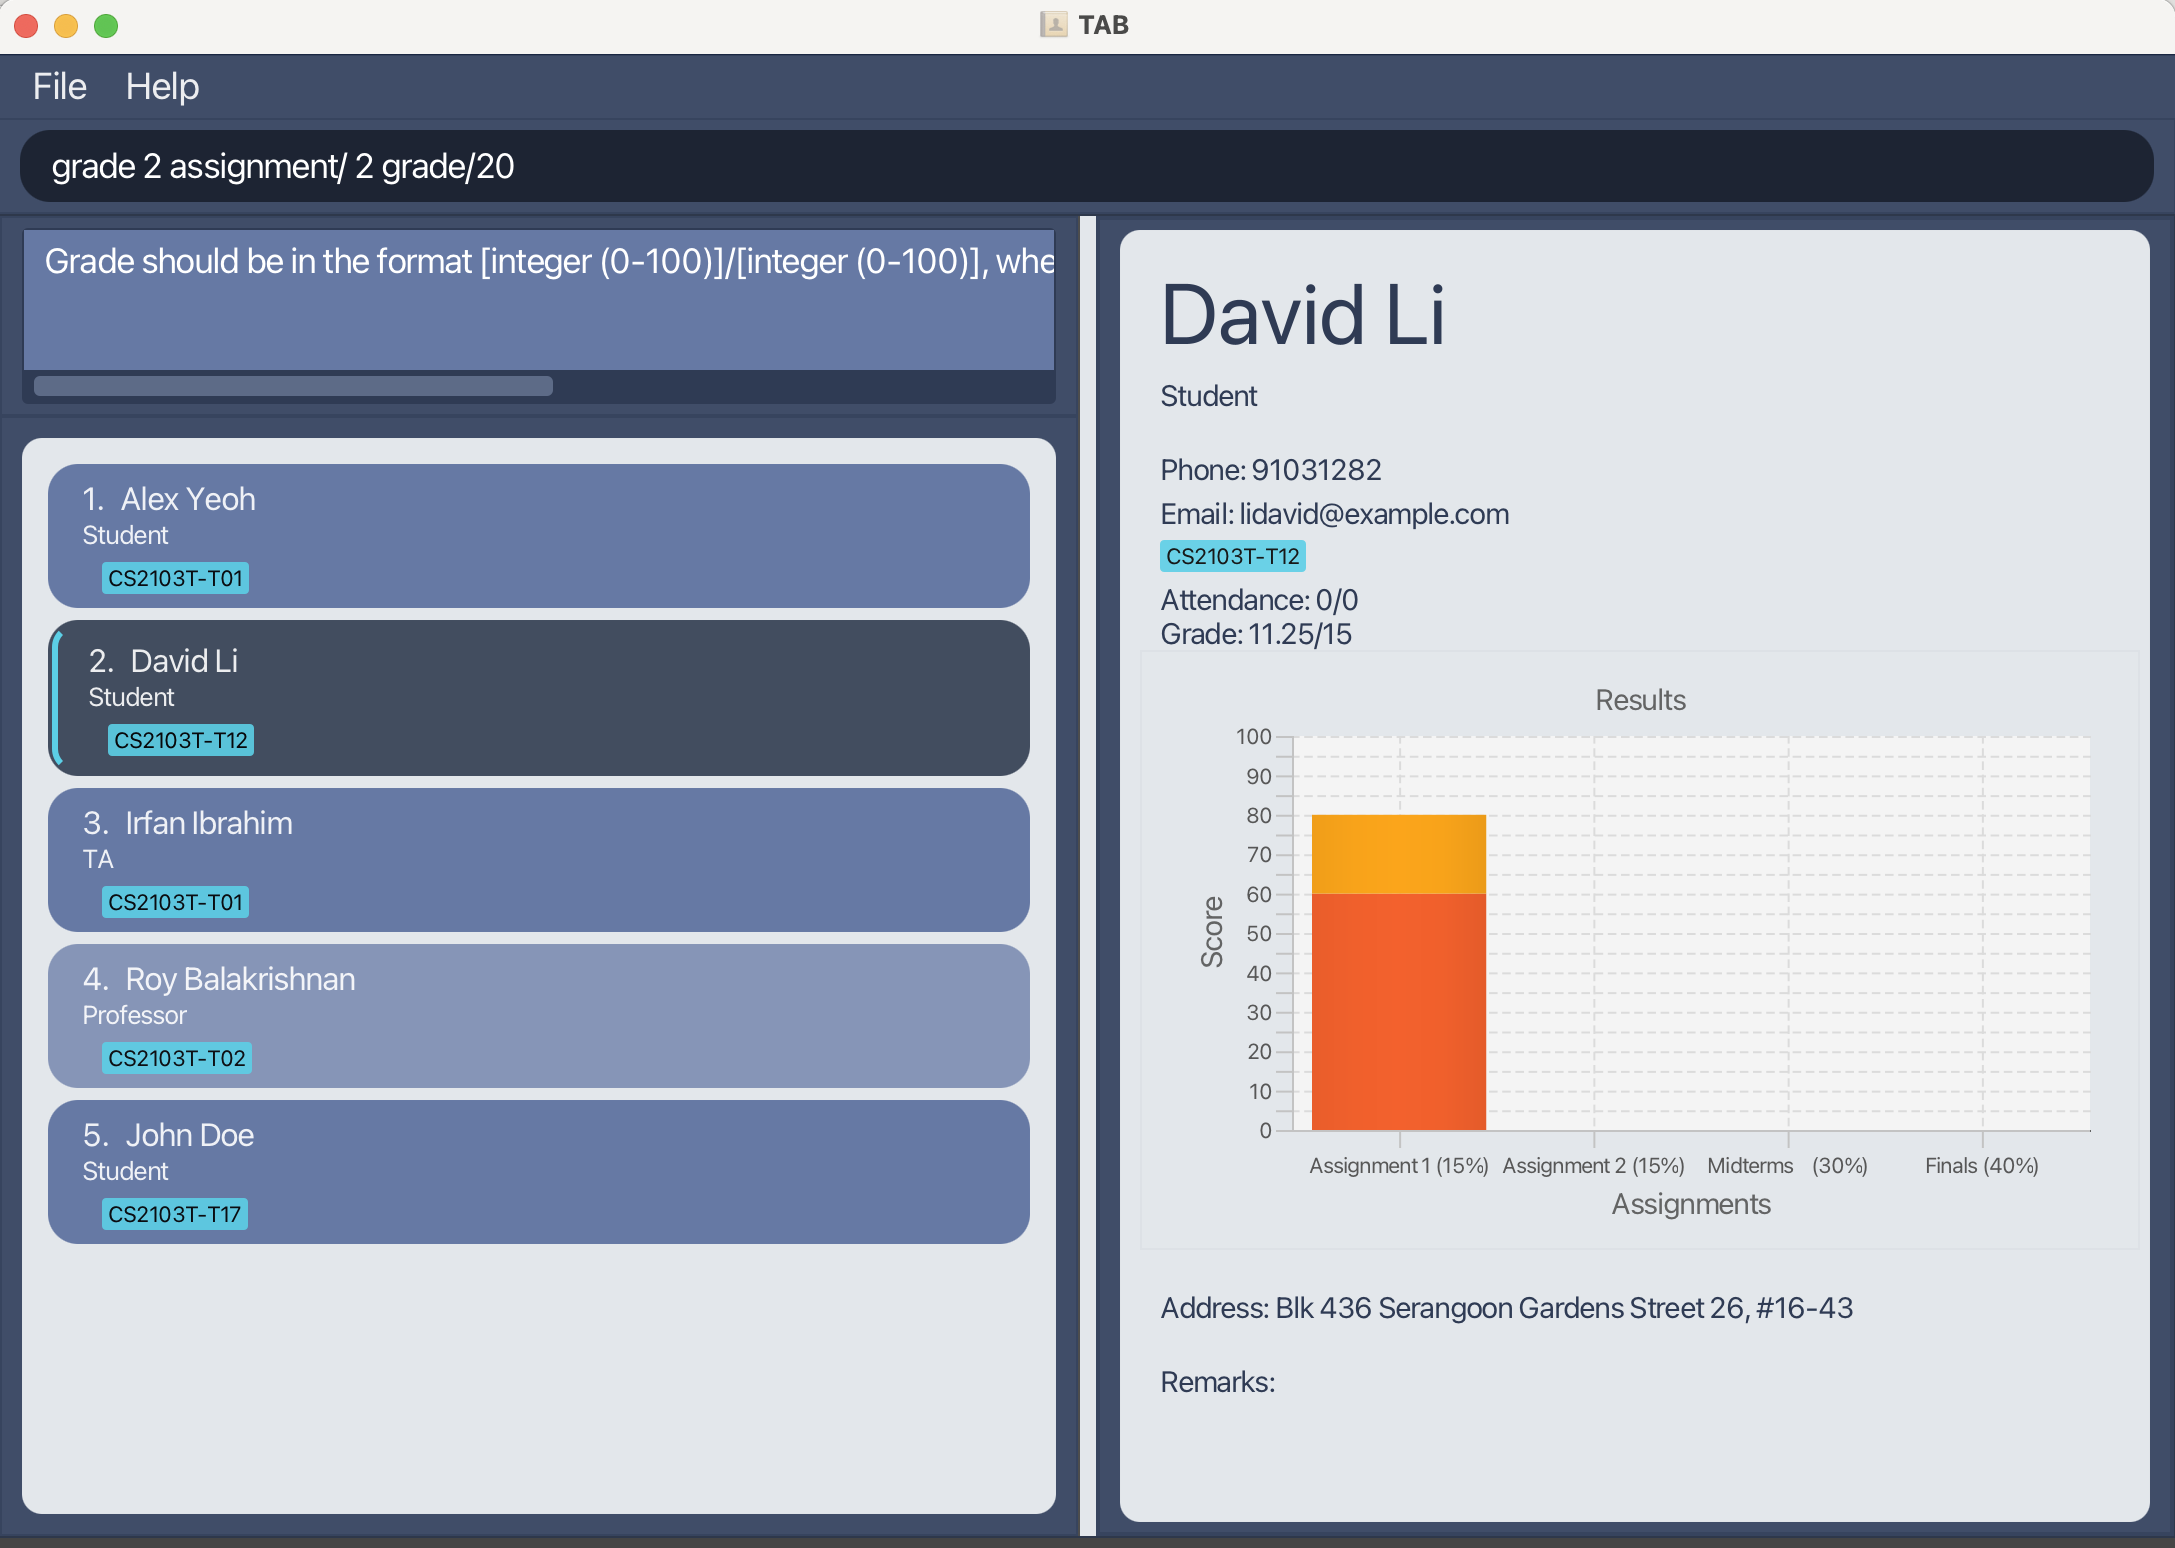 TAB
File Help
grade 2 assignment/ 2 grade/20
Grade should be in the format [integer (0-100)]/[integer (0-100)], whe
1. Alex Yeoh
Student
CS2103T-T01
2. David Li
Student
CS2103T-T12
3. Irfan Ibrahim
TA
CS2103T-T01
4. Roy Balakrishnan
Professor
CS2103T-T02
5. John Doe
Student
CS2103T-T17
David Li
Student
Phone: 91031282
Email: lidavid@example.com
CS2103T-T12
Attendance: 0/0
Grade: 11.25/15
Results
100
90
80
70
60
50
40
30
20
10
0
Score
Assignment 1 (15%) Assignment 2 (15%) Midterms (30%) Finals (40%)
Assignments
Address: Blk 436 Serangoon Gardens Street 26, #16-43
Remarks: